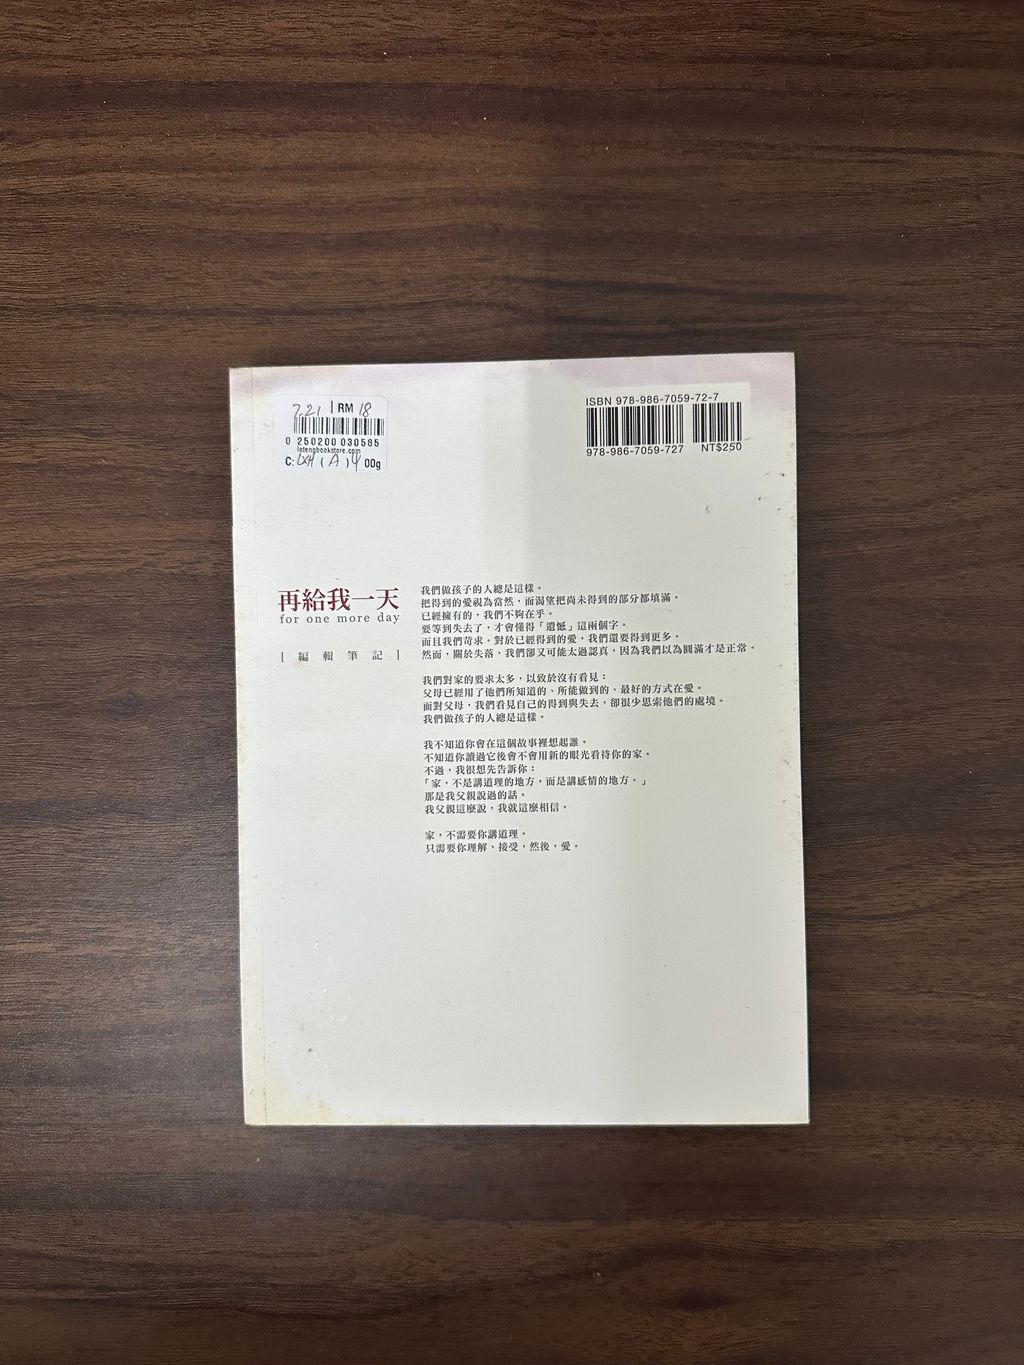 7.21 | RM 18
0 250200 030585
lotengbookstore.com
C: LXH, A, 4 00g
ISBN 978-986-7059-72-7
978-986-7059-727 NT$250
再給我一天
for one more day
[ 編輯筆記 ]
我們做孩子的人總是這樣。
把得到的愛視為當然，而渴望把尚未得到的部分都填滿。
已經擁有的，我們不夠在乎。
要等到失去了，才會懂得「遺憾」這兩個字。
而且我們苛求。對於已經得到的愛，我們還要得到更多。
然而，關於失落，我們卻又可能太過認真，因為我們以為圓滿才是正常。
我們對家的要求太多，以致於沒有看見：
父母已經用了他們所知道的、所能做到的、最好的方式在愛。
面對父母，我們看見自己的得到與失去，卻很少思索他們的處境。
我們做孩子的人總是這樣。
我不知道你會在這個故事裡想起誰。
不知道你讀過它後會不會用新的眼光看待你的家。
不過，我很想先告訴你：
「家，不是講道理的地方，而是講感情的地方。」
那是我父親說過的話。
我父親這麼說，我就這麼相信。
家，不需要你講道理。
只需要你理解，接受，然後，愛。